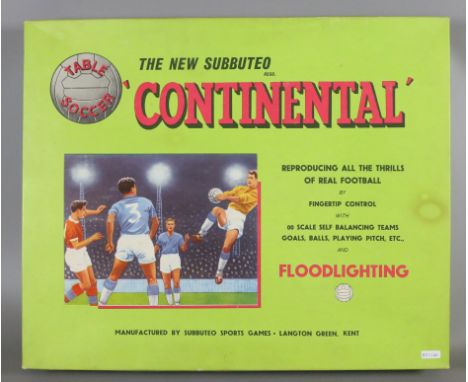 TABLE
SOCCER
THE NEW SUBBUTEO
REGD.
'CONTINENTAL'
REPRODUCING ALL THE THRILLS
OF REAL FOOTBALL
BY
FINGERTIP CONTROL
WITH
00 SCALE SELF BALANCING TEAMS
GOALS, BALLS, PLAYING PITCH, ETC.,
AND
FLOODLIGHTING
3
MANUFACTURED BY SUBBUTEO SPORTS GAMES • LANGTON GREEN, KENT